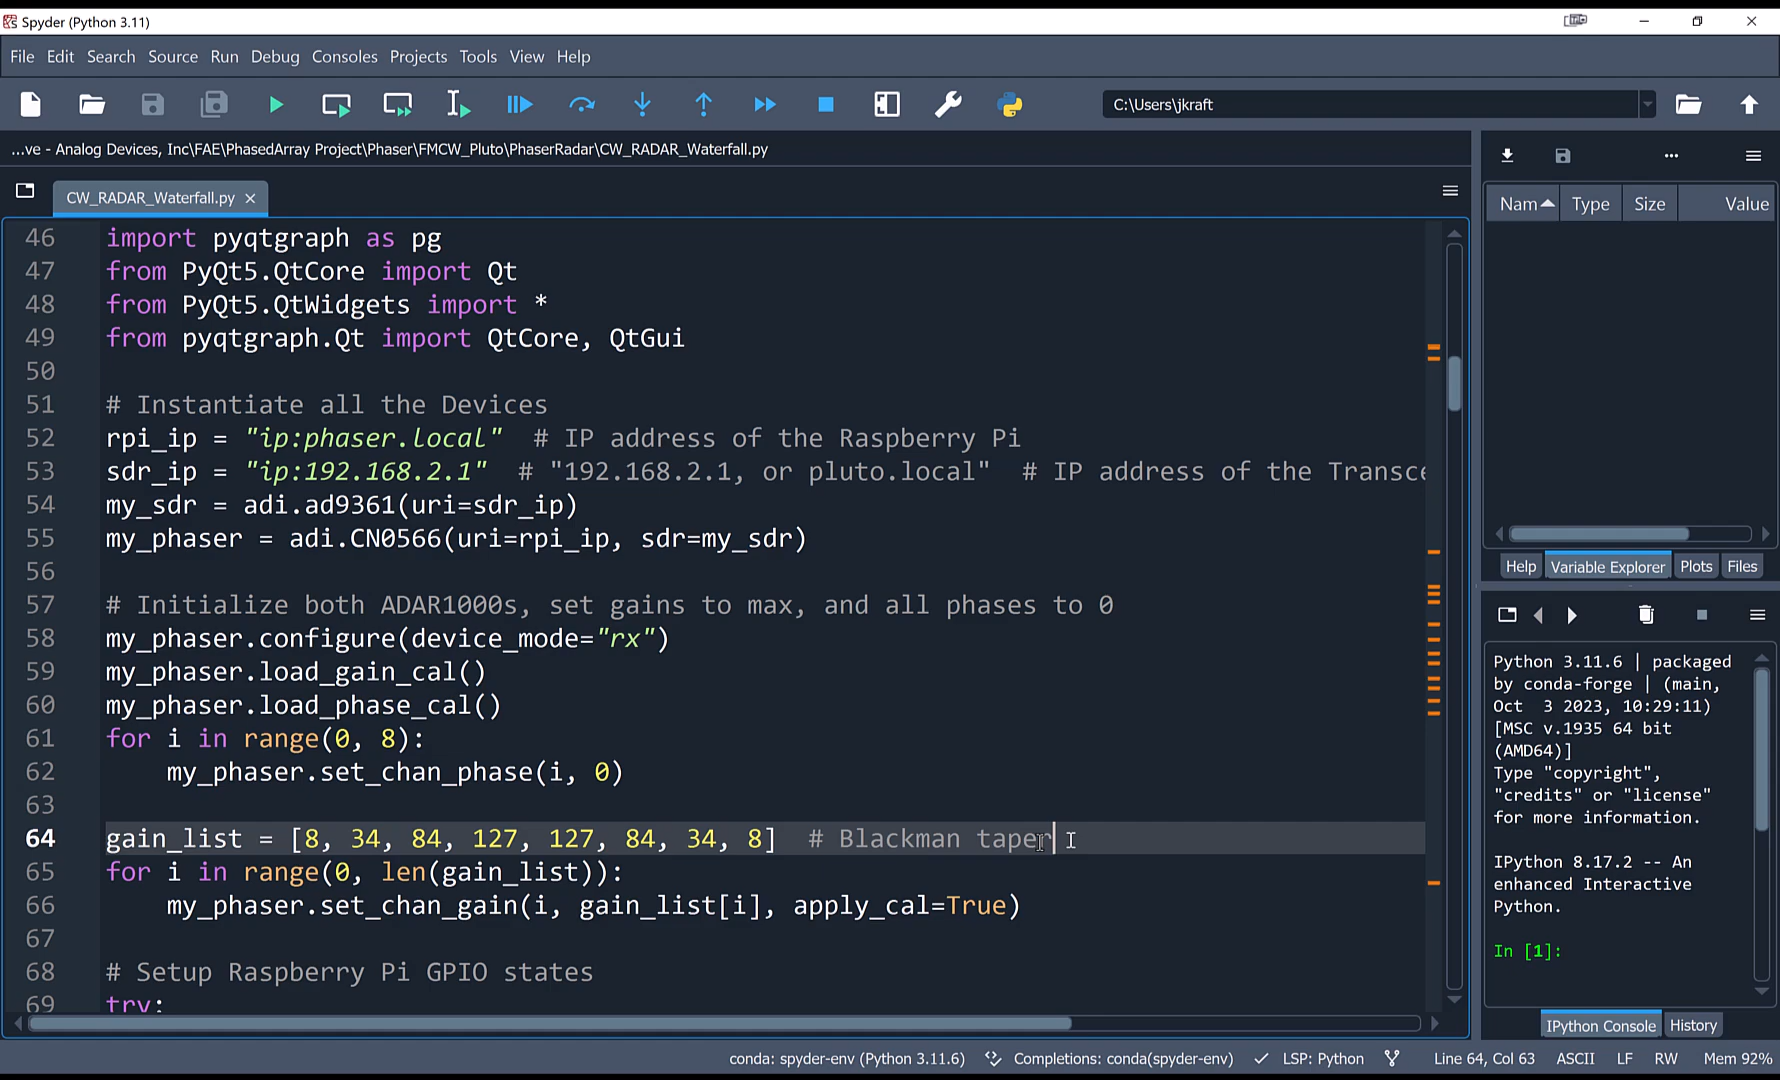 Spyder (Python 3.11)
File Edit Search Source Run Debug Consoles Projects Tools View Help
C:\Users\jkraft
...ve - Analog Devices, Inc\FAE\PhasedArray Project\Phaser\FMCW_Pluto\PhaserRadar\CW_RADAR_Waterfall.py
CW_RADAR_Waterfall.py
46 import pyqtgraph as pg
47 from PyQt5.QtCore import Qt
48 from PyQt5.QtWidgets import *
49 from pyqtgraph.Qt import QtCore, QtGui
50
51 # Instantiate all the Devices
52 rpi_ip = "ip:phaser.local"  # IP address of the Raspberry Pi
53 sdr_ip = "ip:192.168.2.1"  # "192.168.2.1, or pluto.local"  # IP address of the Transce
54 my_sdr = adi.ad9361(uri=sdr_ip)
55 my_phaser = adi.CN0566(uri=rpi_ip, sdr=my_sdr)
56
57 # Initialize both ADAR1000s, set gains to max, and all phases to 0
58 my_phaser.configure(device_mode="rx")
59 my_phaser.load_gain_cal()
60 my_phaser.load_phase_cal()
61 for i in range(0, 8):
62     my_phaser.set_chan_phase(i, 0)
63
64 gain_list = [8, 34, 84, 127, 127, 84, 34, 8]  # Blackman taper
65 for i in range(0, len(gain_list)):
66     my_phaser.set_chan_gain(i, gain_list[i], apply_cal=True)
67
68 # Setup Raspberry Pi GPIO states
69 try:
Nam Type Size Value
Help Variable Explorer Plots Files
Python 3.11.6 | packaged
by conda-forge | (main,
Oct  3 2023, 10:29:11)
[MSC v.1935 64 bit
(AMD64)]
Type "copyright",
"credits" or "license"
for more information.
IPython 8.17.2 -- An
enhanced Interactive
Python.
In [1]:
IPython Console History
conda: spyder-env (Python 3.11.6) Completions: conda(spyder-env) LSP: Python Line 64, Col 63 ASCII LF RW Mem 92%